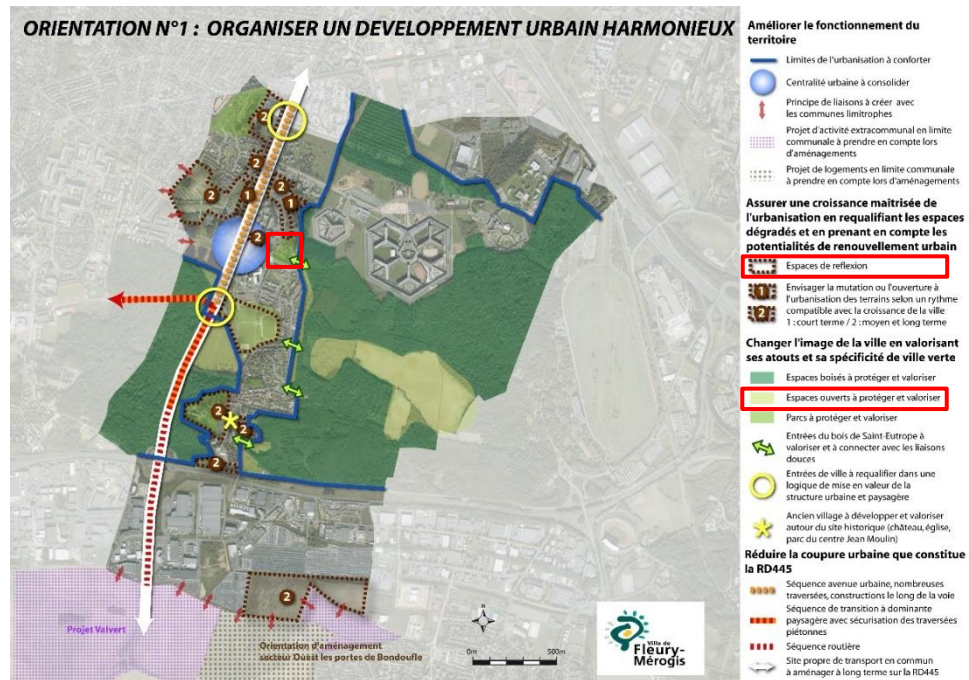 ORIENTATION N°1 : ORGANISER UN DEVELOPPEMENT URBAIN HARMONIEUX
2
2
2
2
1
1
2
2
2
2
2
Projet Valvert
Orientation d'aménagement
secteur Ouest les portes de Bondoufle
N
0m
500m
Ville de
Fleury-
Mérogis
Améliorer le fonctionnement du
territoire
Limites de l'urbanisation à conforter
Centralité urbaine à consolider
Principe de liaisons à créer avec
les communes limitrophes
Projet d'activité extracommunal en limite
communale à prendre en compte lors
d'aménagements
Projet de logements en limite communale
à prendre en compte lors d'aménagements
Assurer une croissance maîtrisée de
l'urbanisation en requalifiant les espaces
dégradés et en prenant en compte les
potentialités de renouvellement urbain
Espaces de reflexion
1
2
Envisager la mutation ou l'ouverture à
l'urbanisation des terrains selon un rythme
compatible avec la croissance de la ville
1 : court terme / 2 : moyen et long terme
Changer l'image de la ville en valorisant
ses atouts et sa spécificité de ville verte
Espaces boisés à protéger et valoriser
Espaces ouverts à protéger et valoriser
Parcs à protéger et valoriser
Entrées du bois de Saint-Eutrope à
valoriser et à connecter avec les liaisons
douces
Entrées de ville à requalifier dans une
logique de mise en valeur de la
structure urbaine et paysagère
Ancien village à développer et valoriser
autour du site historique (château, église,
parc du centre Jean Moulin)
Réduire la coupure urbaine que constitue
la RD445
Séquence avenue urbaine, nombreuses
traversées, constructions le long de la voie
Séquence de transition à dominante
paysagère avec sécurisation des traversées
piétonnes
Séquence routière
Site propre de transport en commun
à aménager à long terme sur la RD445